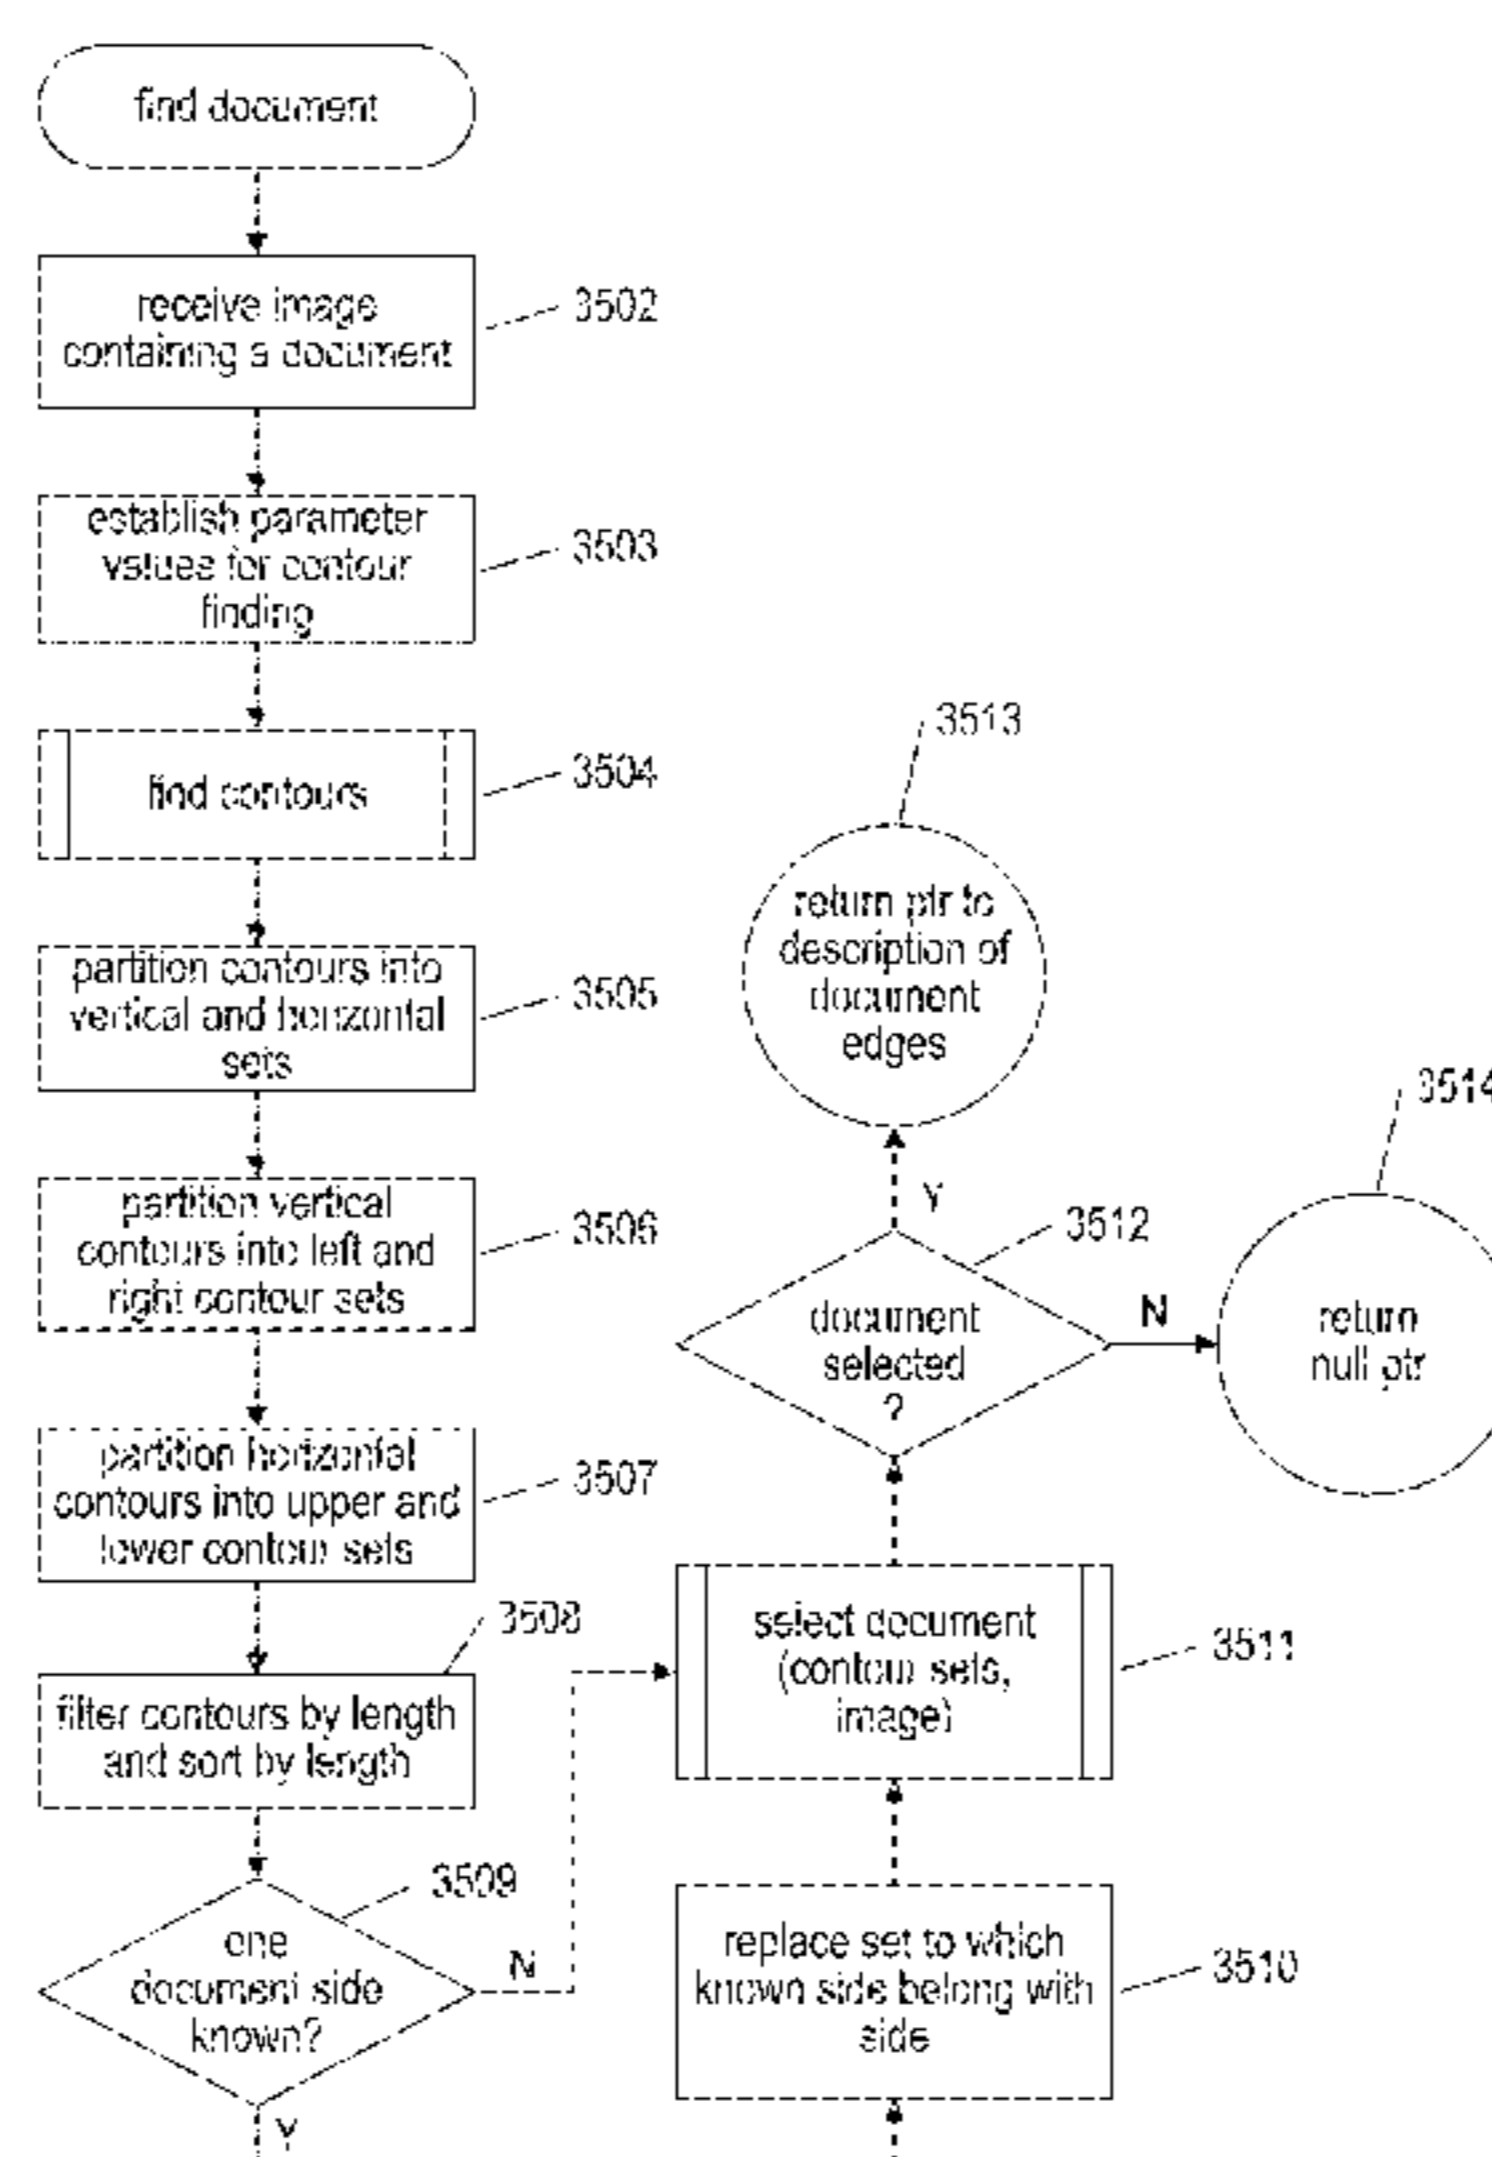 find document
receive image
containing a document
3502
establish parameter
values for contour
finding
3503
find contours
3504
partition contours into
vertical and horizontal
sets
3505
partition vertical
contours into left and
right contour sets
3506
partition horizontal
contours into upper and
lower contour sets
3507
filter contours by length
and sort by length
3508
one
document side
known?
3509
N
Y
replace set to which
known side belong with
side
3510
select document
(contour sets,
image)
3511
document
selected
?
3512
Y
N
return ptr to
description of
document
edges
3513
return
null ptr
3514